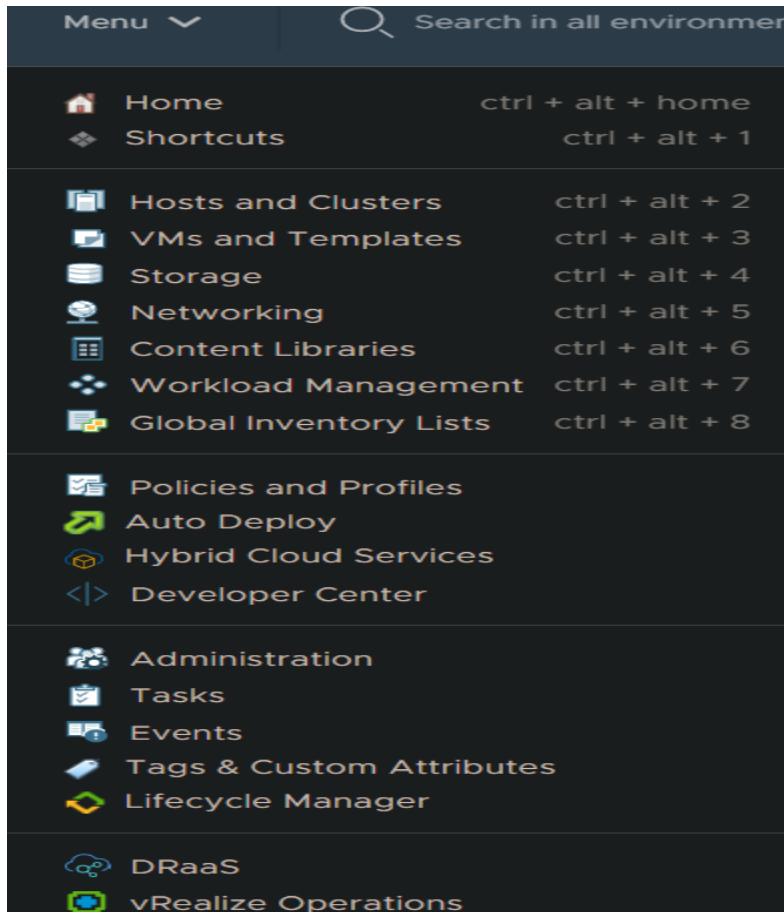 Menu
Search in all environmen
Home ctrl + alt + home
Shortcuts ctrl + alt + 1
Hosts and Clusters ctrl + alt + 2
VMs and Templates ctrl + alt + 3
Storage ctrl + alt + 4
Networking ctrl + alt + 5
Content Libraries ctrl + alt + 6
Workload Management ctrl + alt + 7
Global Inventory Lists ctrl + alt + 8
Policies and Profiles
Auto Deploy
Hybrid Cloud Services
Developer Center
Administration
Tasks
Events
Tags & Custom Attributes
Lifecycle Manager
DRaaS
vRealize Operations